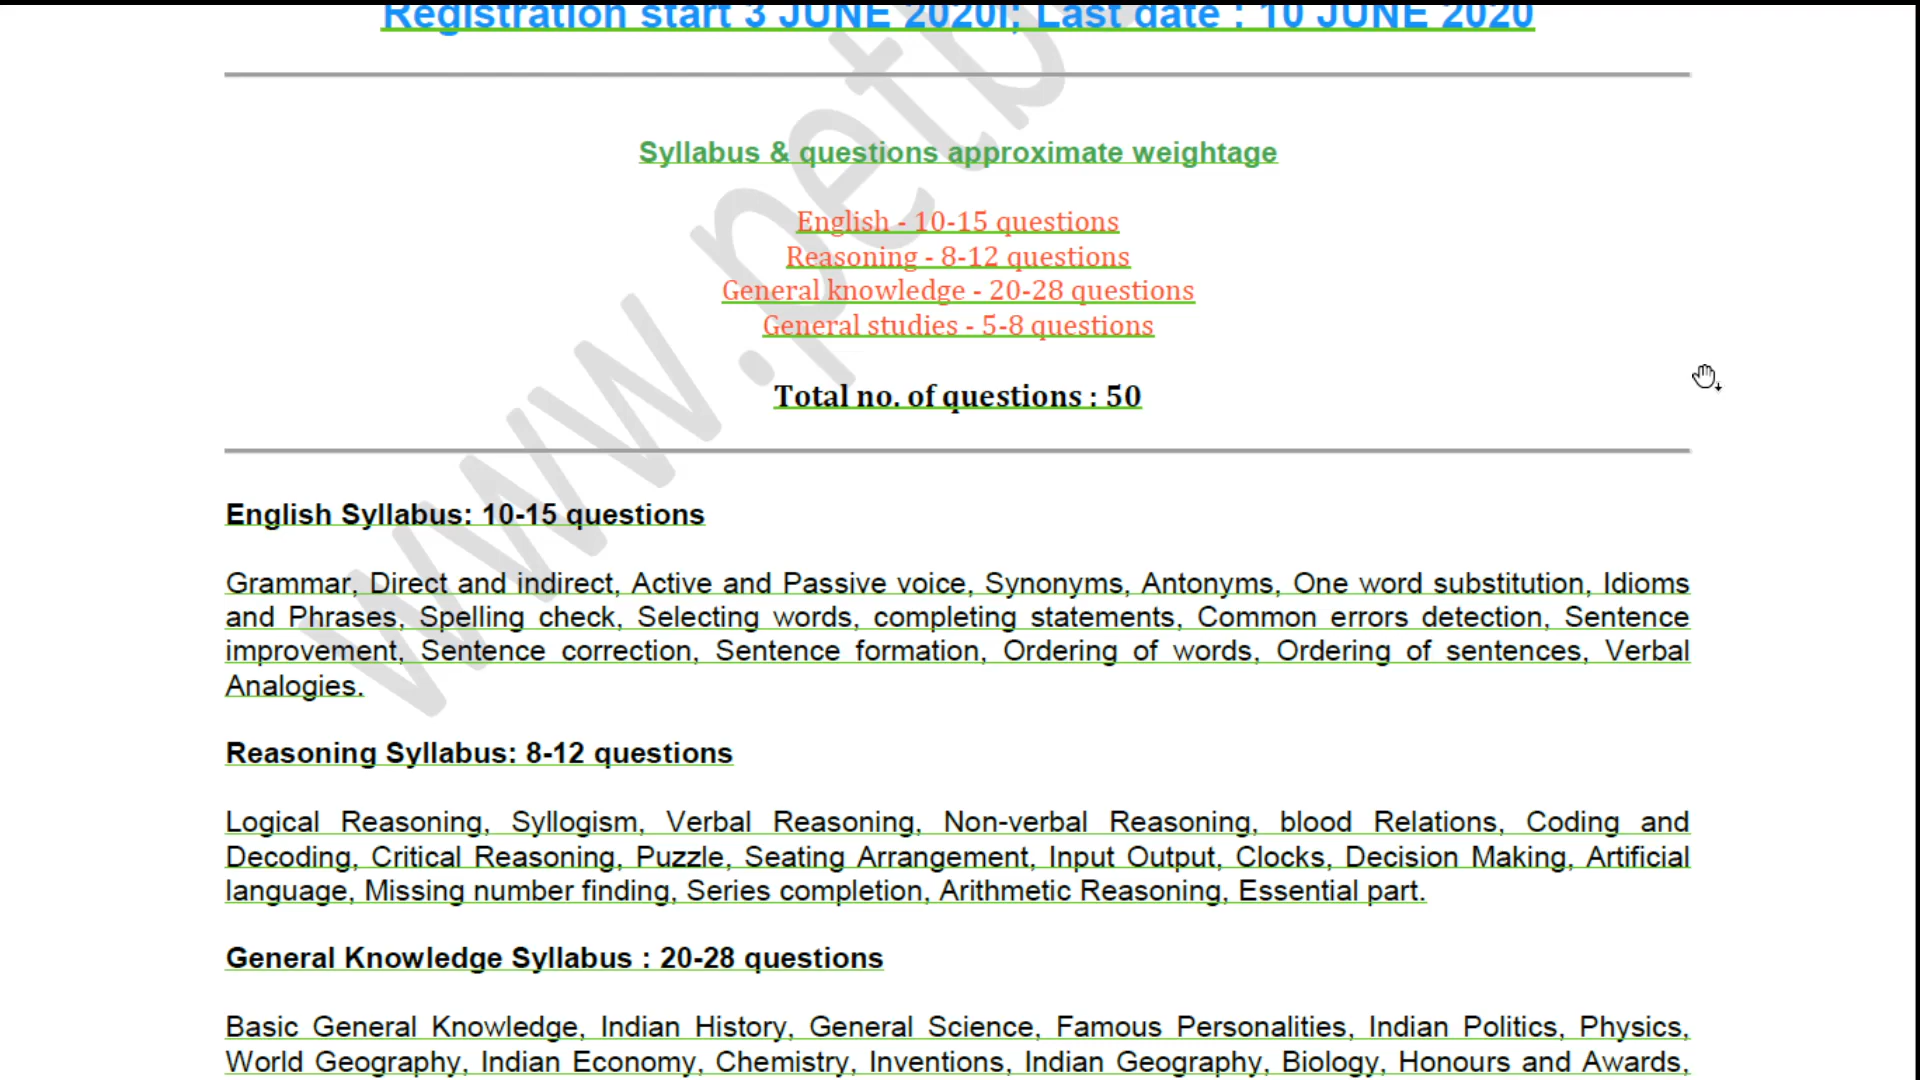 Registration start 3 JUNE 2020|; Last date : 10 JUNE 2020
Syllabus & questions approximate weightage
English - 10-15 questions
Reasoning - 8-12 questions
General knowledge - 20-28 questions
General studies - 5-8 questions
Total no. of questions : 50
English Syllabus: 10-15 questions
Grammar, Direct and indirect, Active and Passive voice, Synonyms, Antonyms, One word substitution, Idioms
and Phrases, Spelling check, Selecting words, completing statements, Common errors detection, Sentence
improvement, Sentence correction, Sentence formation, Ordering of words, Ordering of sentences, Verbal
Analogies.
Reasoning Syllabus: 8-12 questions
Logical Reasoning, Syllogism, Verbal Reasoning, Non-verbal Reasoning, blood Relations, Coding and
Decoding, Critical Reasoning, Puzzle, Seating Arrangement, Input Output, Clocks, Decision Making, Artificial
language, Missing number finding, Series completion, Arithmetic Reasoning, Essential part.
General Knowledge Syllabus : 20-28 questions
Basic General Knowledge, Indian History, General Science, Famous Personalities, Indian Politics, Physics,
World Geography, Indian Economy, Chemistry, Inventions, Indian Geography, Biology, Honours and Awards,